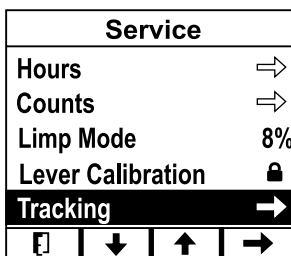 Service
Hours
Counts
Limp Mode 8%
Lever Calibration
Tracking